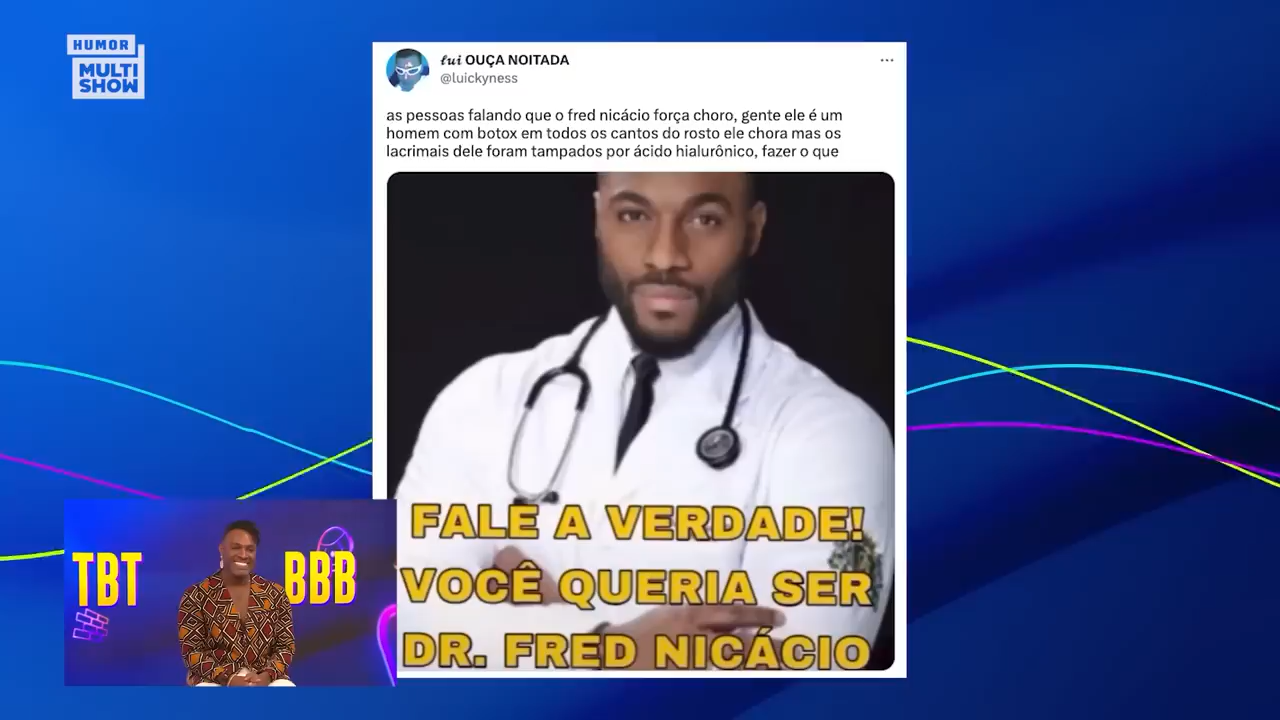 HUMOR
MULTI
SHOW
lui OUÇA NOITADA
@luickyness
as pessoas falando que o fred nicácio força choro, gente ele é um
homem com botox em todos os cantos do rosto ele chora mas os
lacrimais dele foram tampados por ácido hialurônico, fazer o que
FALE A VERDADE!
VOCÊ QUERIA SER
DR. FRED NICÁCIO
TBT BBB